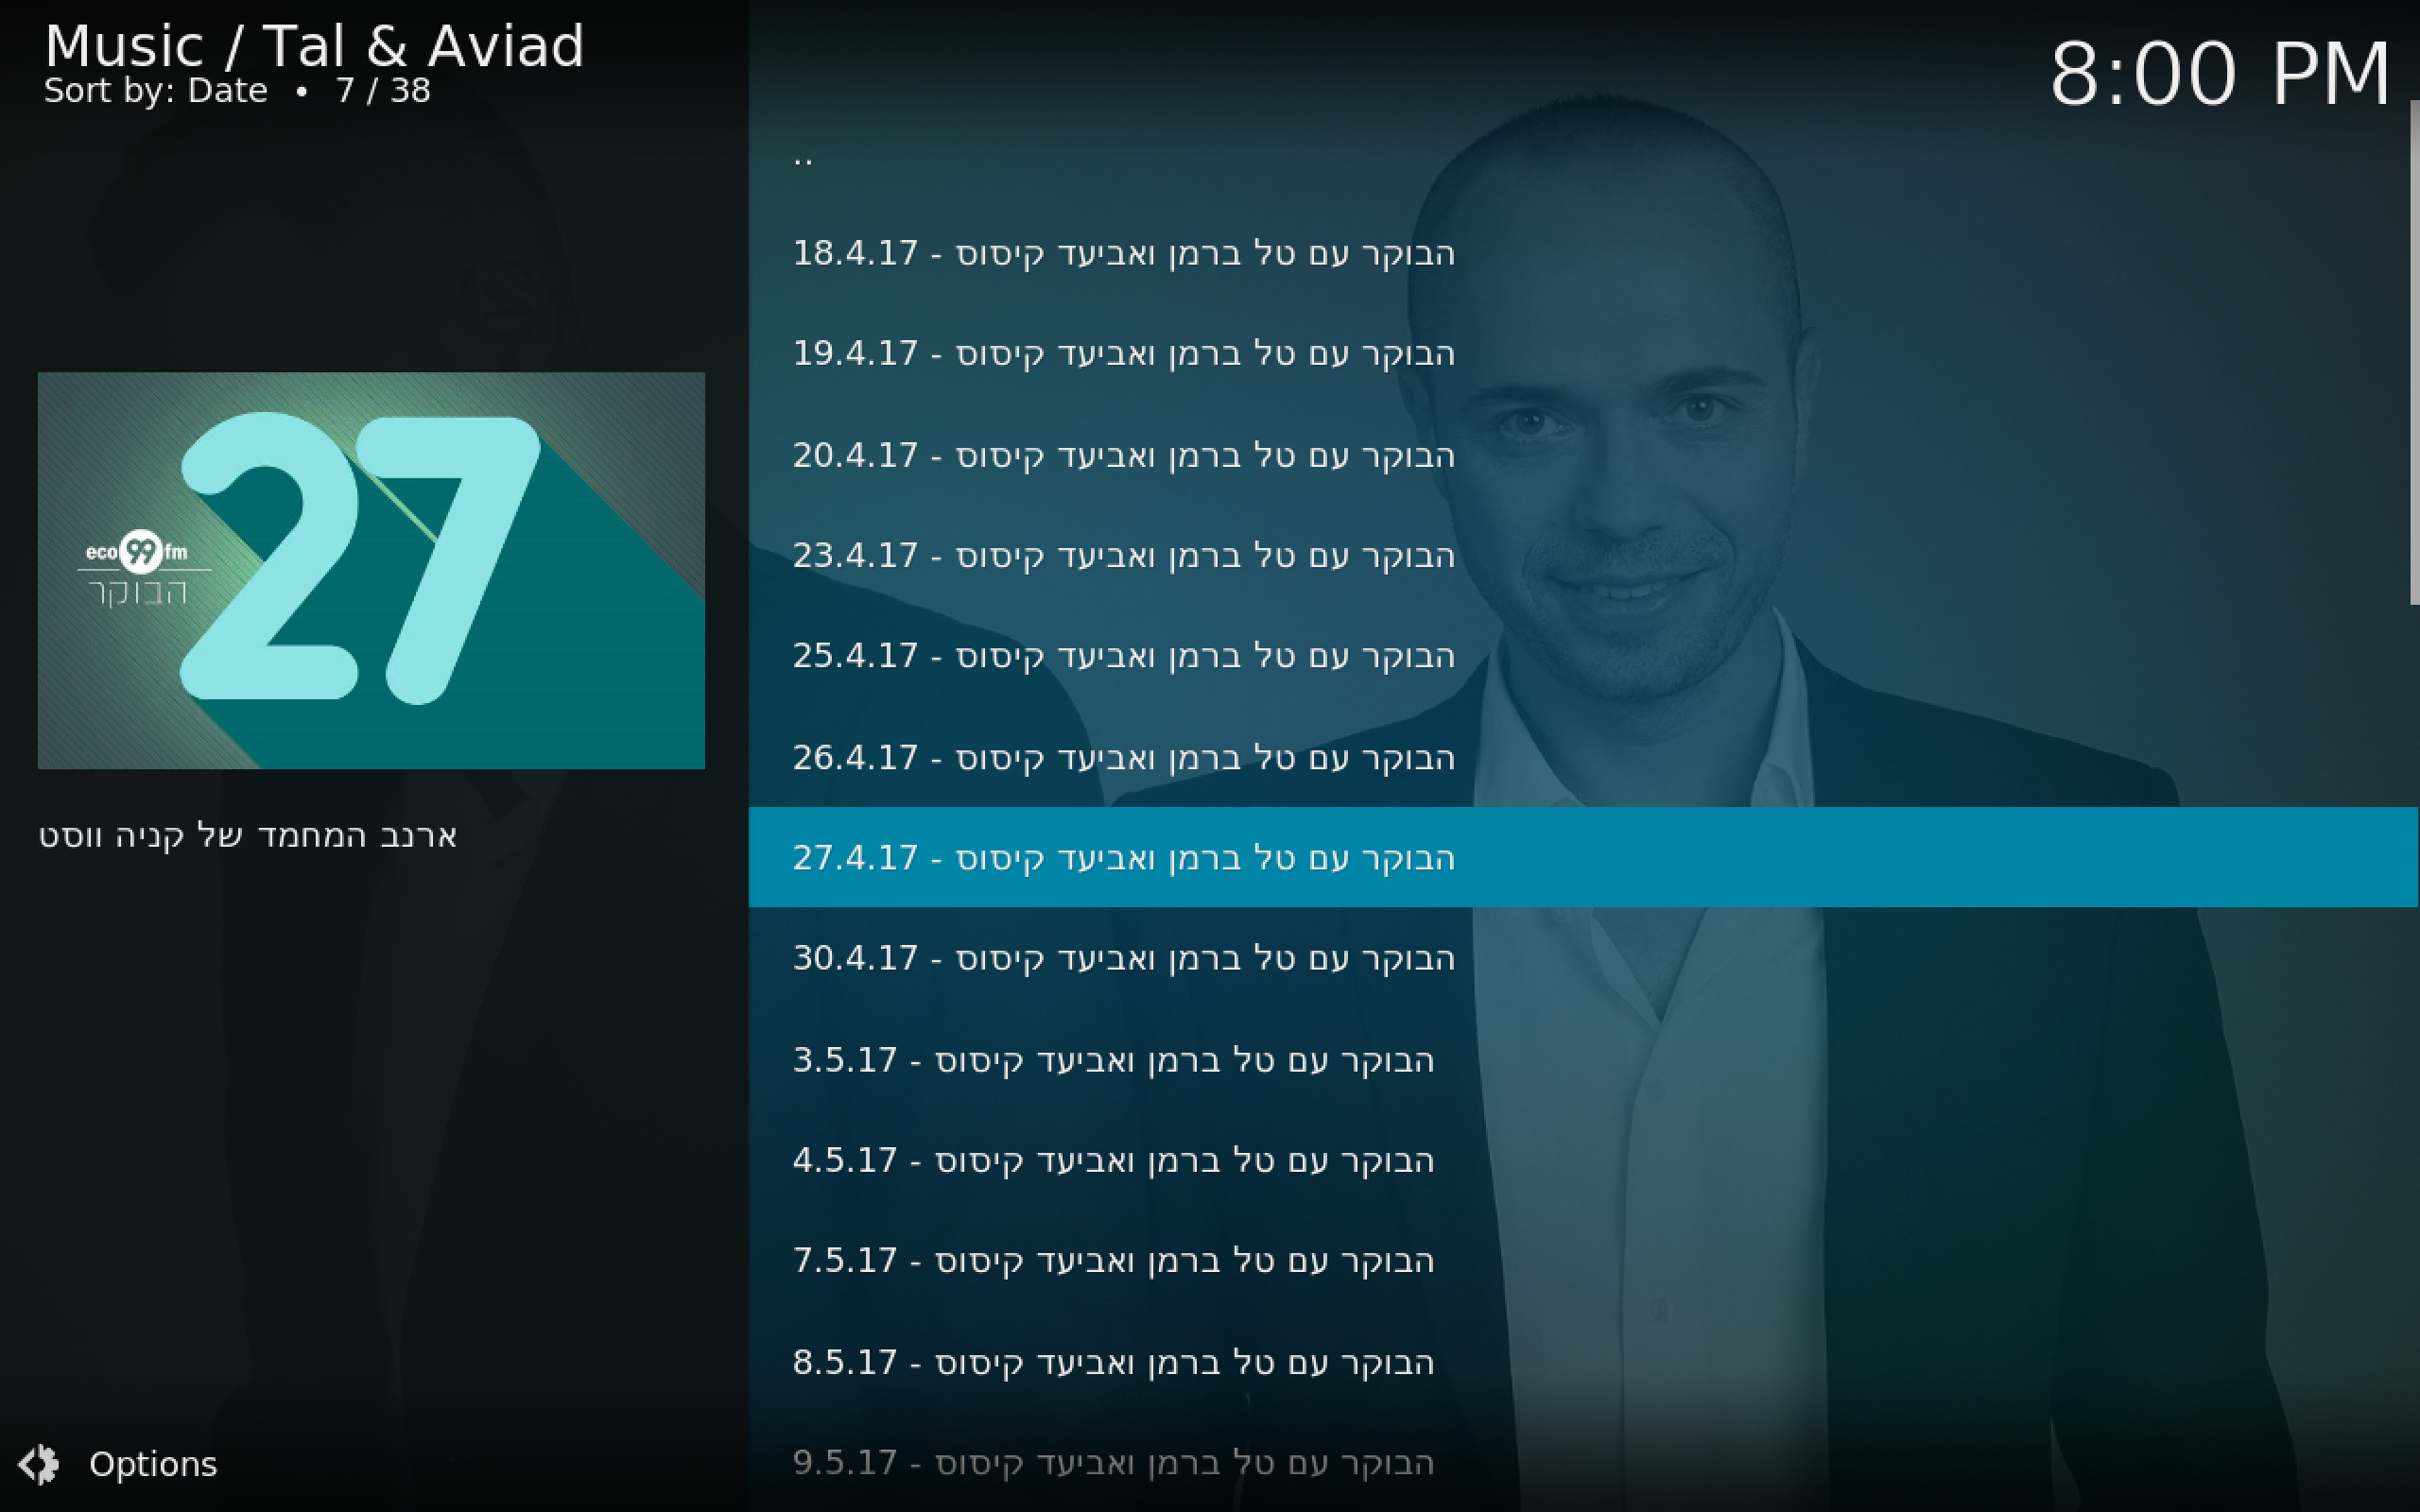 Music / Tal & Aviad
Sort by: Date • 7 / 38
8:00 PM
27
eco 99 fm
הבוקר
ארנב המחמד של קניה ווסט
..
18.4.17 - הבוקר עם טל ברמן ואביעד קיסוס
19.4.17 - הבוקר עם טל ברמן ואביעד קיסוס
20.4.17 - הבוקר עם טל ברמן ואביעד קיסוס
23.4.17 - הבוקר עם טל ברמן ואביעד קיסוס
25.4.17 - הבוקר עם טל ברמן ואביעד קיסוס
26.4.17 - הבוקר עם טל ברמן ואביעד קיסוס
27.4.17 - הבוקר עם טל ברמן ואביעד קיסוס
30.4.17 - הבוקר עם טל ברמן ואביעד קיסוס
3.5.17 - הבוקר עם טל ברמן ואביעד קיסוס
4.5.17 - הבוקר עם טל ברמן ואביעד קיסוס
7.5.17 - הבוקר עם טל ברמן ואביעד קיסוס
8.5.17 - הבוקר עם טל ברמן ואביעד קיסוס
9.5.17 - הבוקר עם טל ברמן ואביעד קיסוס
Options